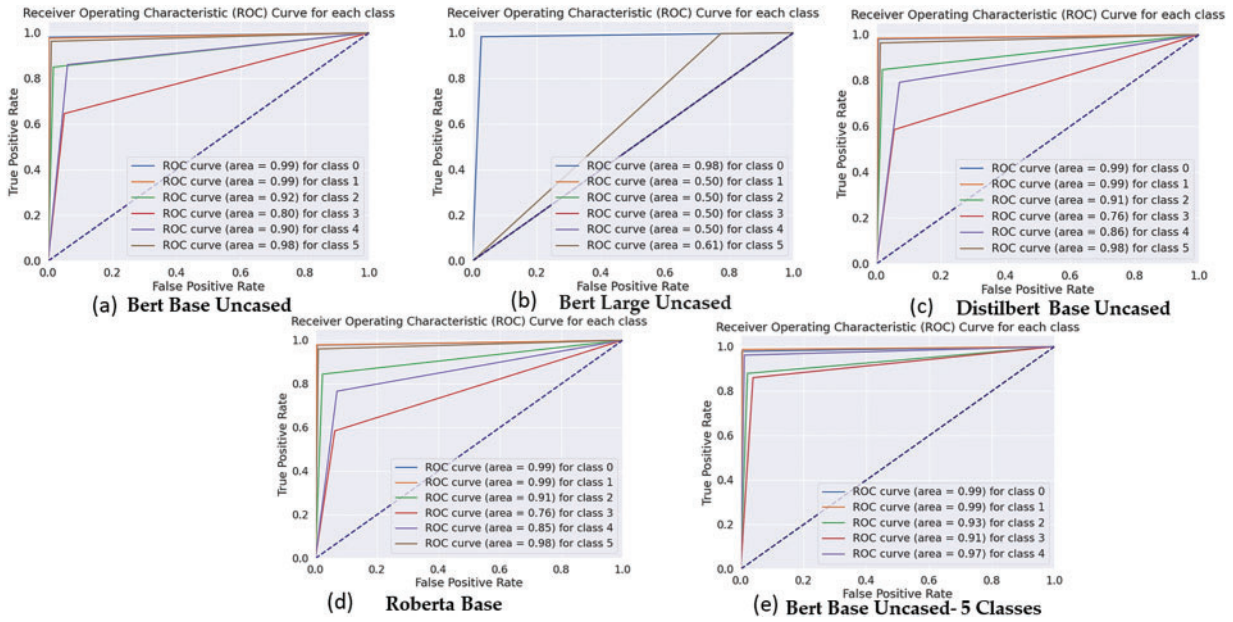 Receiver Operating Characteristic (ROC) Curve for each class
1.0
0.8
0.6
0.4
0.2
0.0
True Positive Rate
ROC curve (area = 0.99) for class 0
ROC curve (area = 0.99) for class 1
ROC curve (area = 0.92) for class 2
ROC curve (area = 0.80) for class 3
ROC curve (area = 0.90) for class 4
ROC curve (area = 0.98) for class 5
0.0 0.2 0.4 0.6 0.8 1.0
False Positive Rate
(a) Bert Base Uncased
Receiver Operating Characteristic (ROC) Curve for each class
1.0
0.8
0.6
0.4
0.2
0.0
True Positive Rate
ROC curve (area = 0.98) for class 0
ROC curve (area = 0.50) for class 1
ROC curve (area = 0.50) for class 2
ROC curve (area = 0.50) for class 3
ROC curve (area = 0.50) for class 4
ROC curve (area = 0.61) for class 5
0.0 0.2 0.4 0.6 0.8 1.0
False Positive Rate
(b) Bert Large Uncased
Receiver Operating Characteristic (ROC) Curve for each class
1.0
0.8
0.6
0.4
0.2
0.0
True Positive Rate
ROC curve (area = 0.99) for class 0
ROC curve (area = 0.99) for class 1
ROC curve (area = 0.91) for class 2
ROC curve (area = 0.76) for class 3
ROC curve (area = 0.86) for class 4
ROC curve (area = 0.98) for class 5
0.0 0.2 0.4 0.6 0.8 1.0
False Positive Rate
(c) Distilbert Base Uncased
Receiver Operating Characteristic (ROC) Curve for each class
1.0
0.8
0.6
0.4
0.2
0.0
True Positive Rate
ROC curve (area = 0.99) for class 0
ROC curve (area = 0.99) for class 1
ROC curve (area = 0.91) for class 2
ROC curve (area = 0.76) for class 3
ROC curve (area = 0.85) for class 4
ROC curve (area = 0.98) for class 5
0.0 0.2 0.4 0.6 0.8 1.0
False Positive Rate
(d) Roberta Base
Receiver Operating Characteristic (ROC) Curve for each class
1.0
0.8
0.6
0.4
0.2
0.0
True Positive Rate
ROC curve (area = 0.99) for class 0
ROC curve (area = 0.99) for class 1
ROC curve (area = 0.93) for class 2
ROC curve (area = 0.91) for class 3
ROC curve (area = 0.97) for class 4
0.0 0.2 0.4 0.6 0.8 1.0
False Positive Rate
(e) Bert Base Uncased- 5 Classes